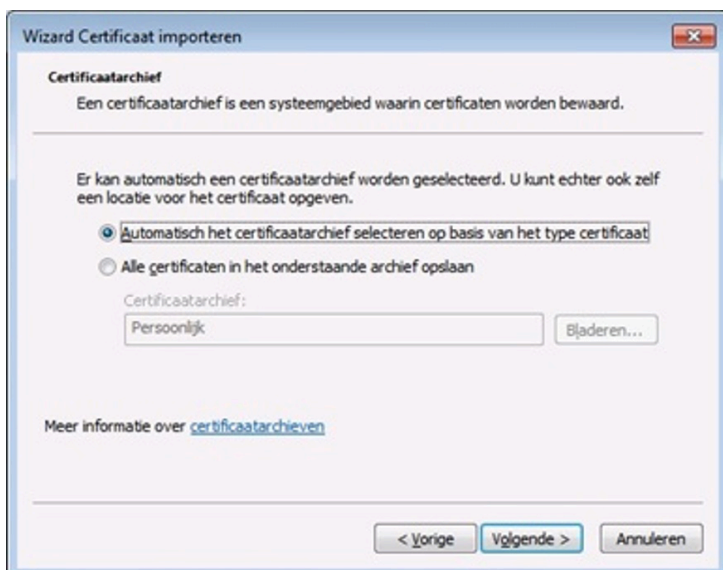 Wizard Certificaat importeren
Certificaatarchief
Een certificaatarchief is een systeemgebied waarin certificaten worden bewaard.
Er kan automatisch een certificaatarchief worden geselecteerd. U kunt echter ook zelf
een locatie voor het certificaat opgeven.
Automatisch het certificaatarchief selecteren op basis van het type certificaat
Alle certificaten in het onderstaande archief opslaan
Certificaatarchief:
Persoonlijk
Bladeren...
Meer informatie over certificaatarchieven
< Vorige
Volgende >
Annuleren